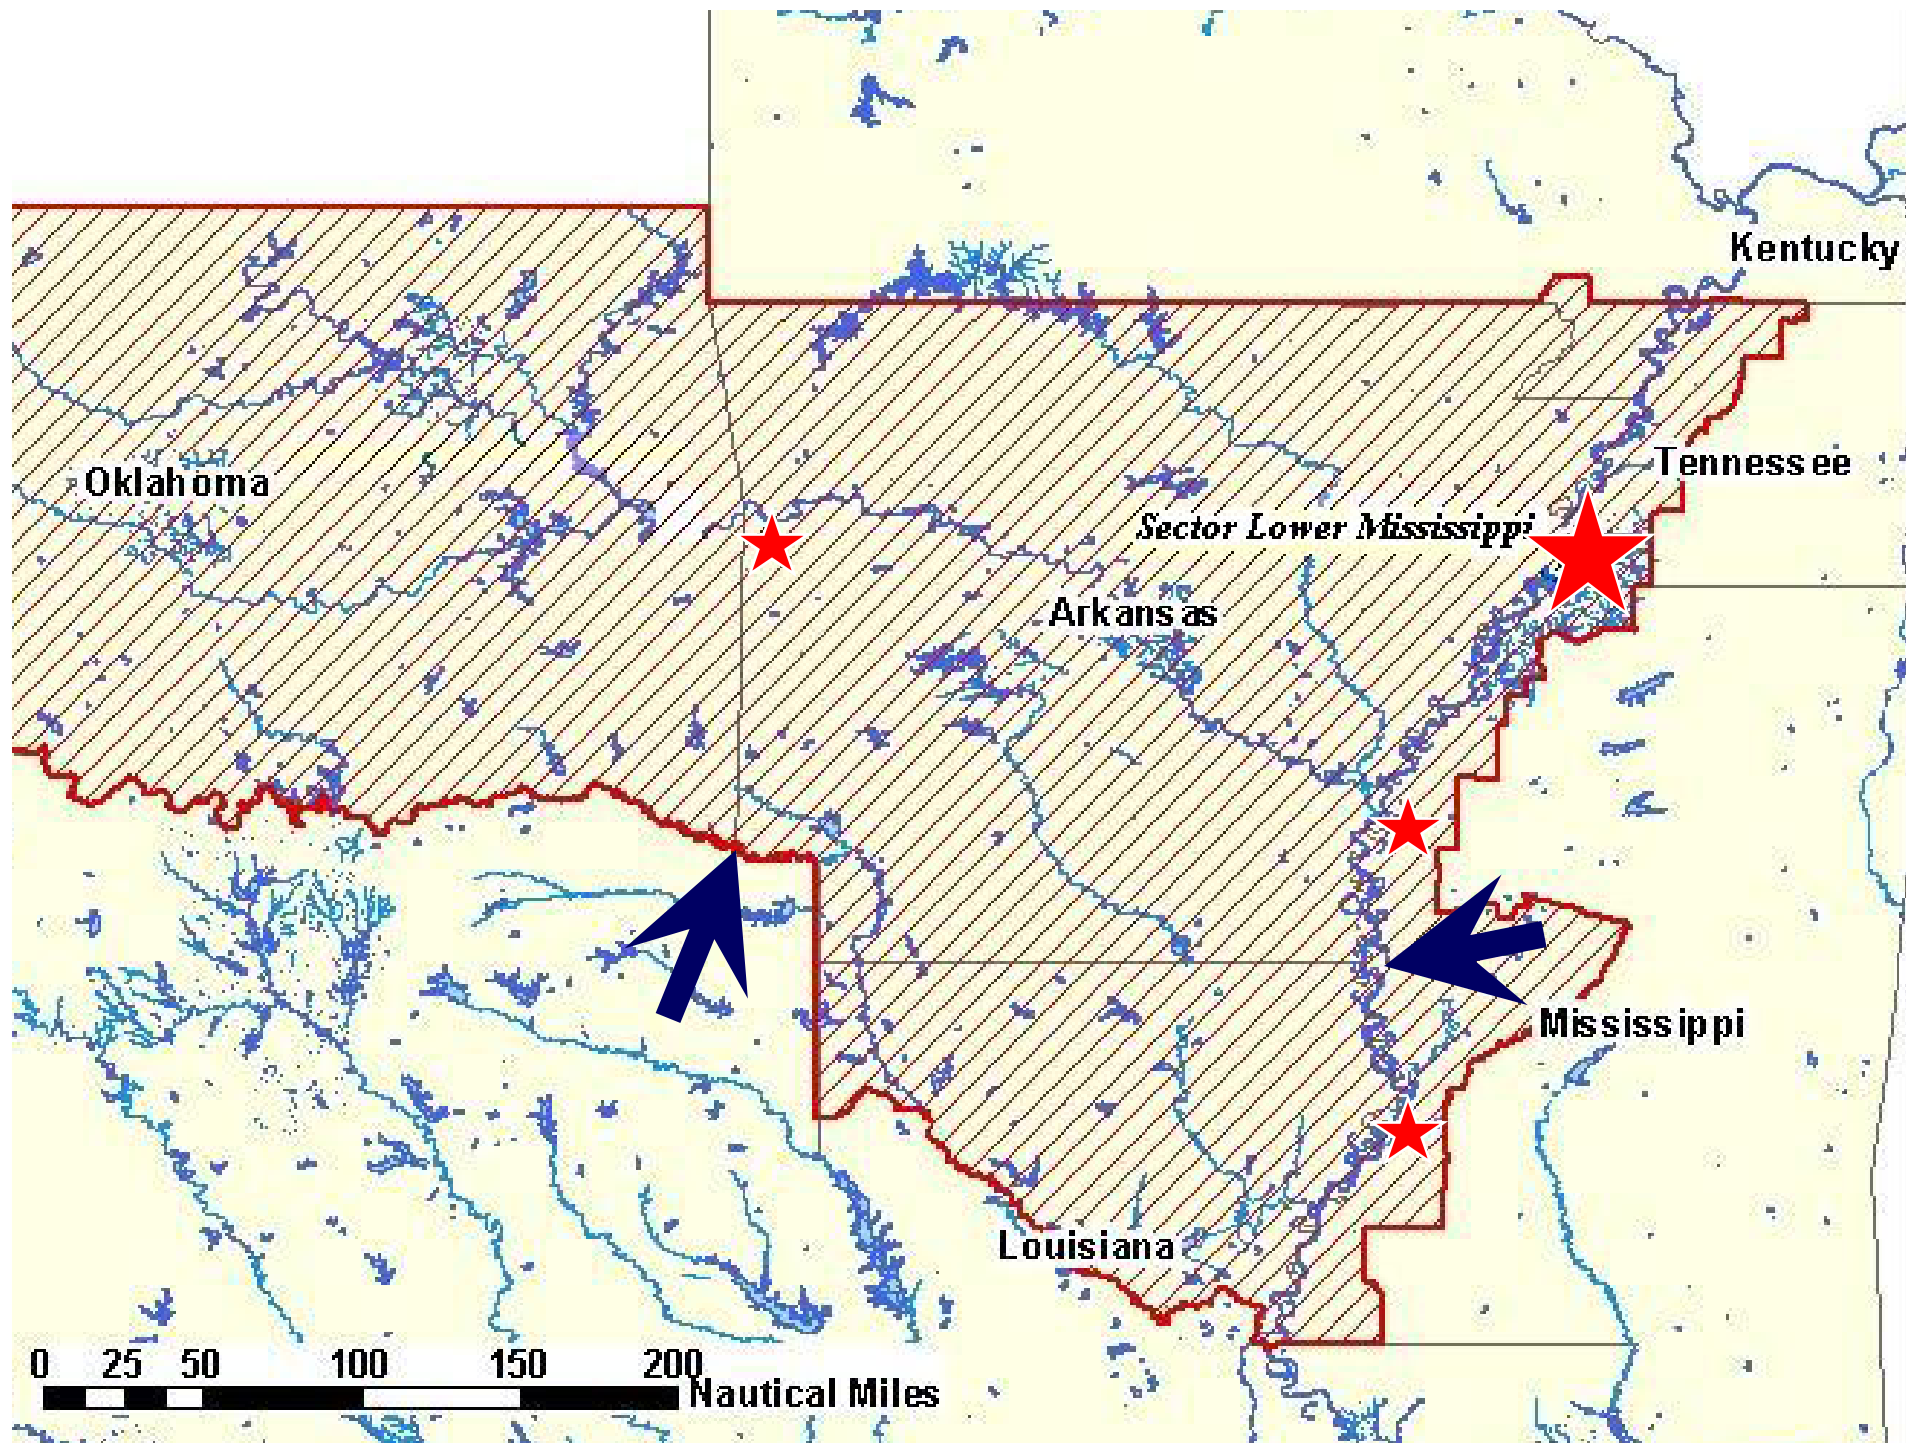 Kentucky
Tennessee
Oklahoma
Sector Lower Mississippi
Arkansas
Mississippi
Louisiana
0 25 50 100 150 200
Nautical Miles